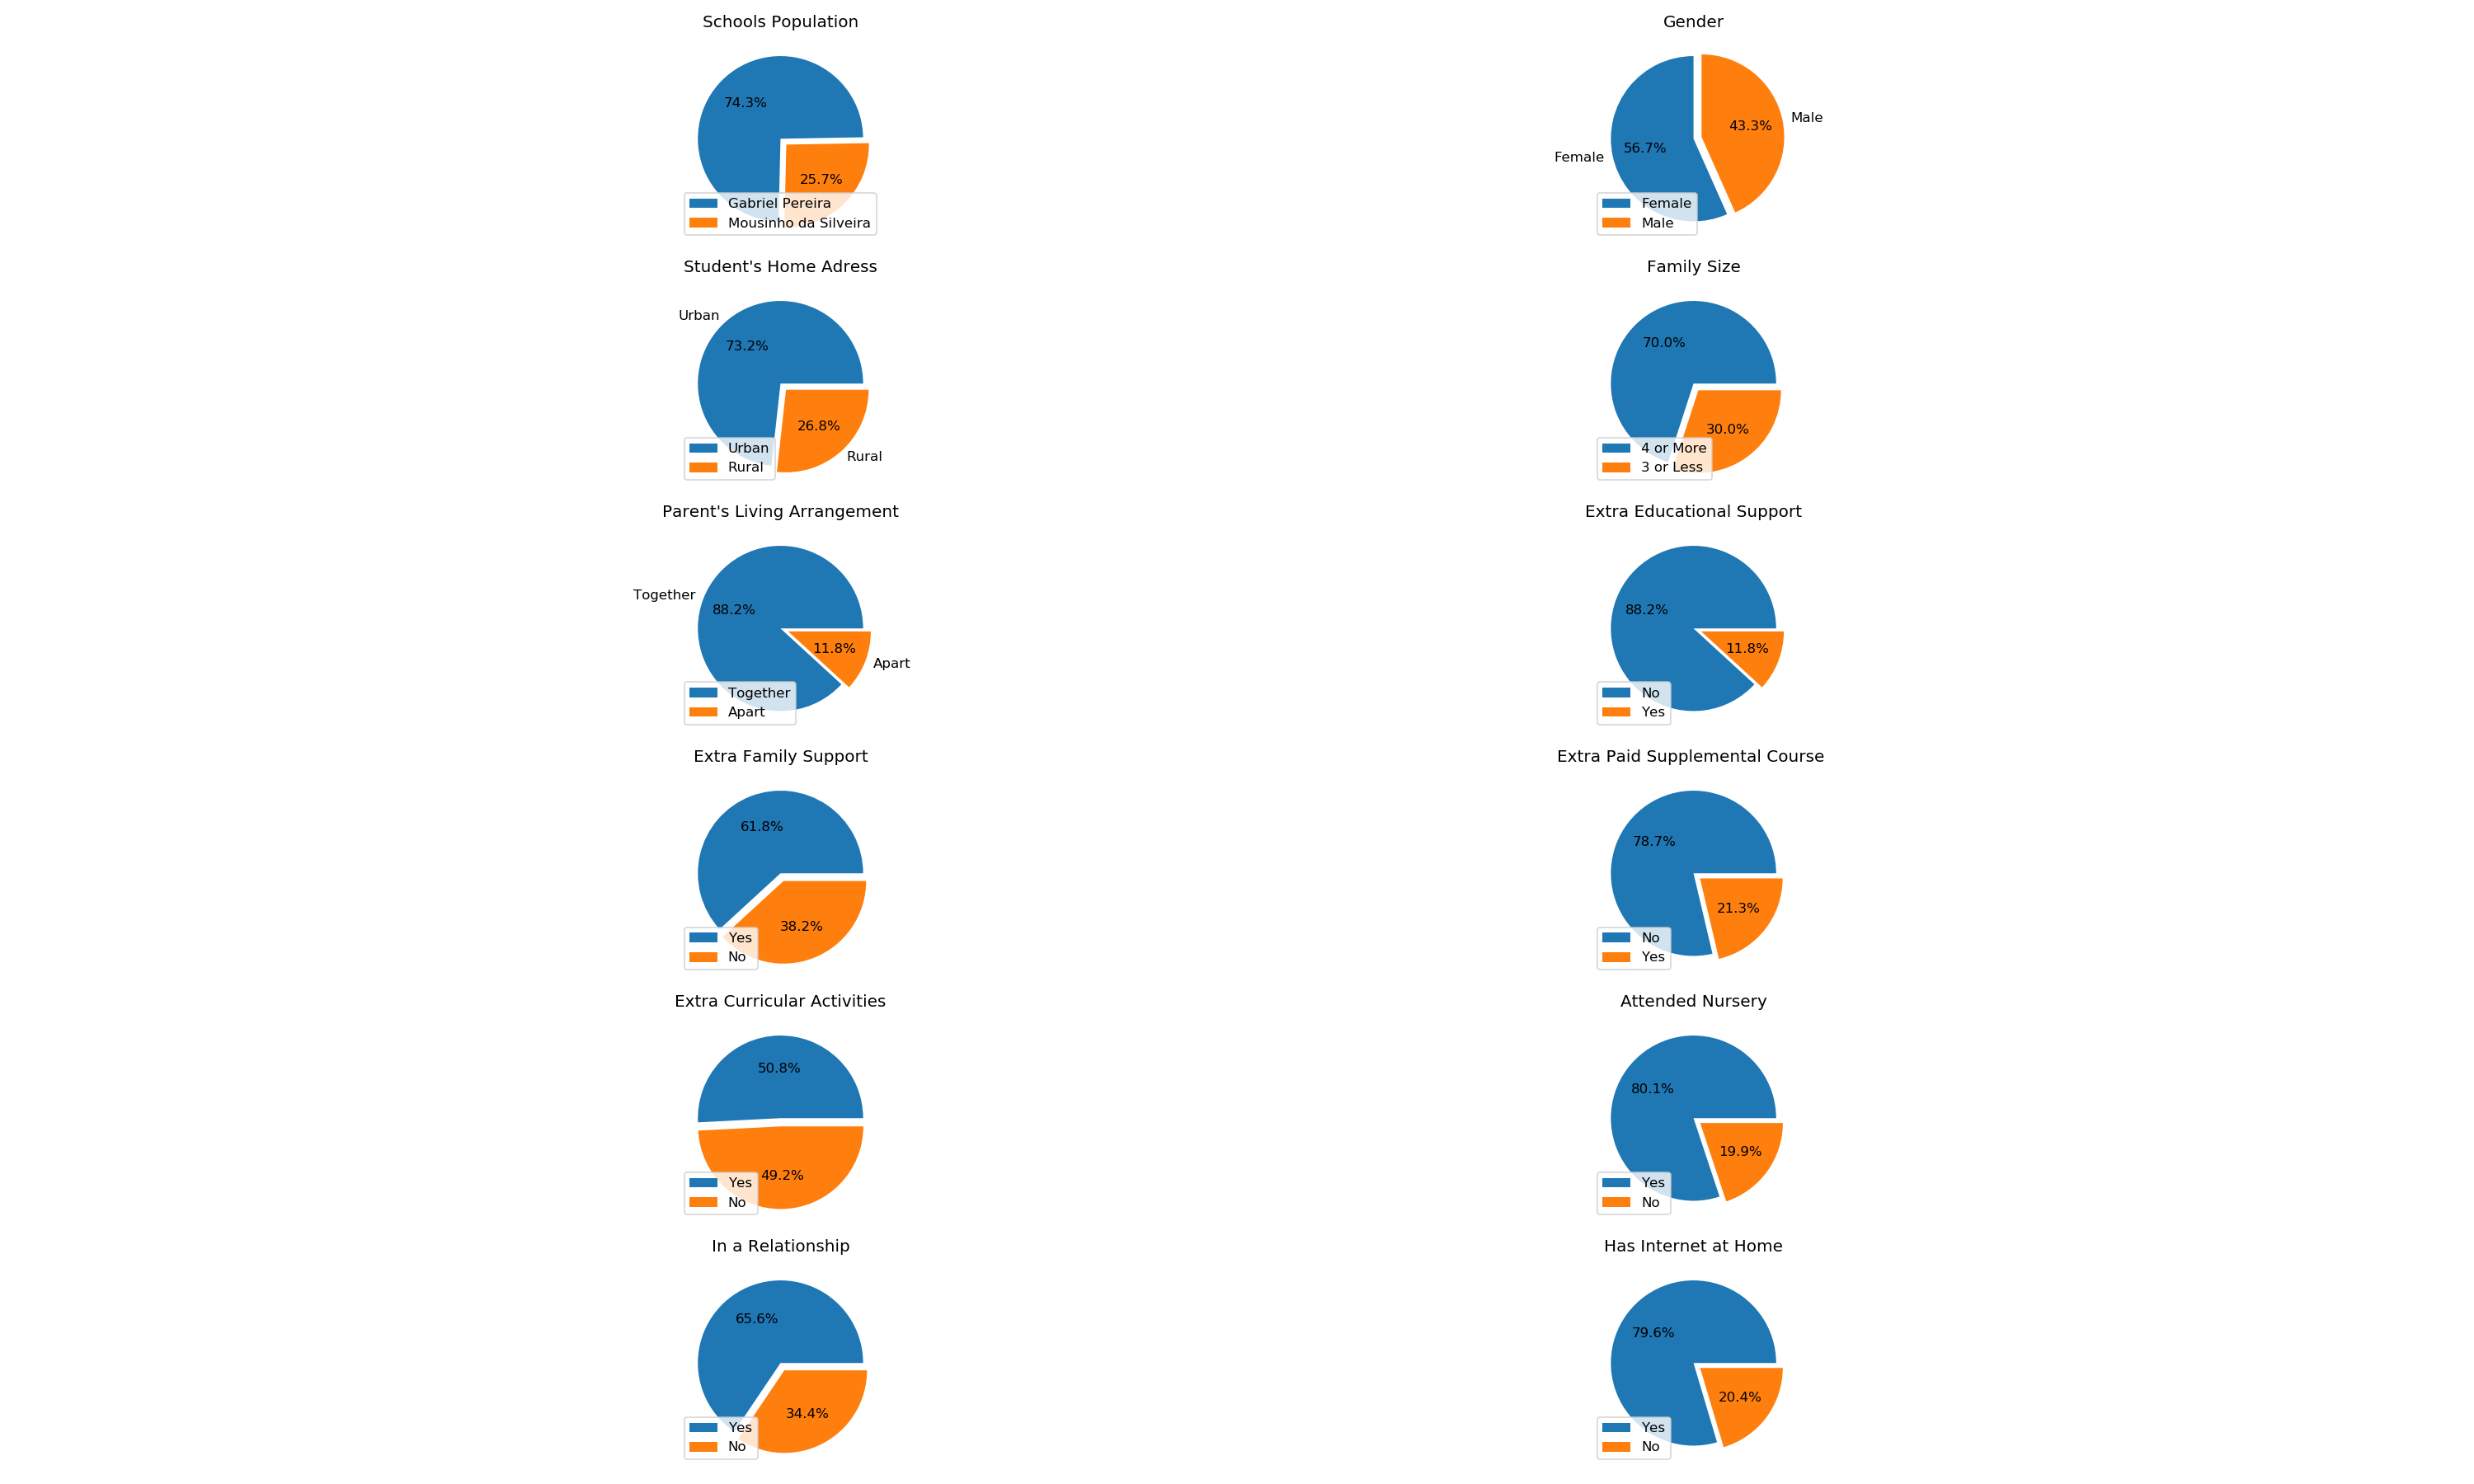 Schools Population
74.3%
25.7%
Gabriel Pereira
Mousinho da Silveira
Gender
Male
43.3%
56.7%
Female
Female
Male
Student's Home Adress
Urban
73.2%
26.8%
Rural
Urban
Rural
Family Size
70.0%
30.0%
4 or More
3 or Less
Parent's Living Arrangement
Together
88.2%
11.8%
Apart
Together
Apart
Extra Educational Support
88.2%
11.8%
No
Yes
Extra Family Support
61.8%
38.2%
Yes
No
Extra Paid Supplemental Course
78.7%
21.3%
No
Yes
Extra Curricular Activities
50.8%
49.2%
Yes
No
Attended Nursery
80.1%
19.9%
Yes
No
In a Relationship
65.6%
34.4%
Yes
No
Has Internet at Home
79.6%
20.4%
Yes
No